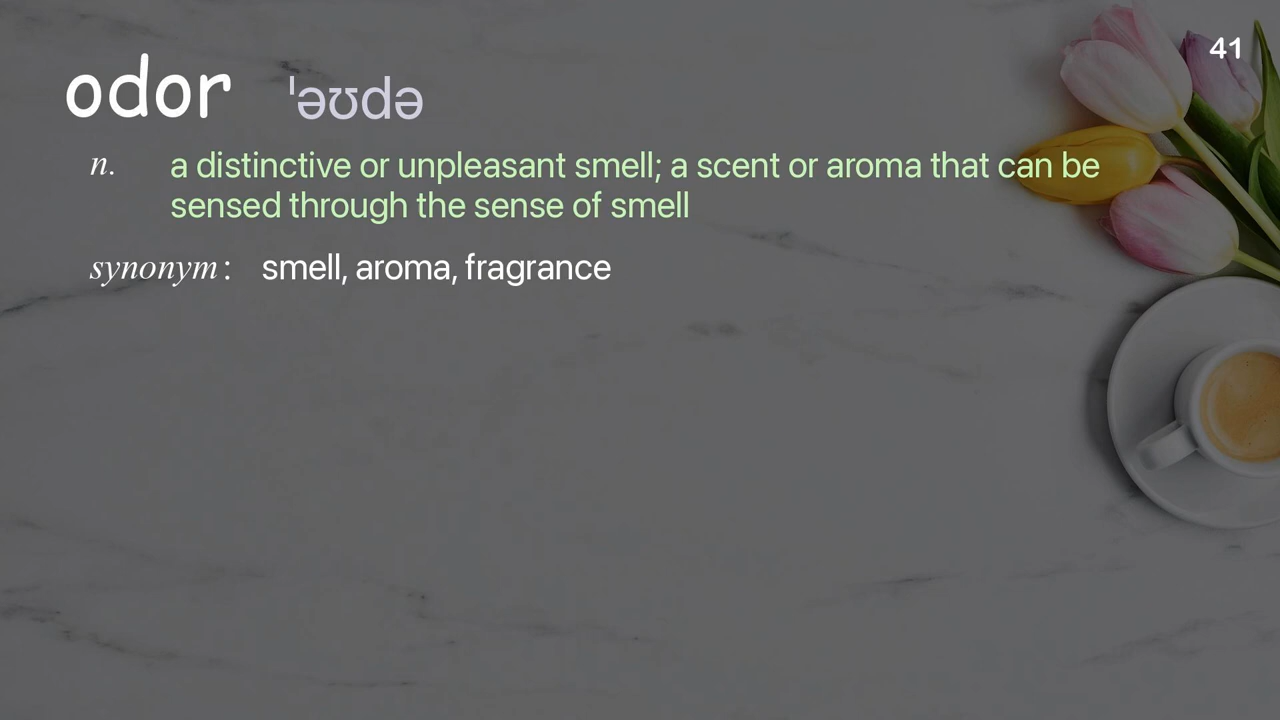 41
odor ˈəʊdə
n. a distinctive or unpleasant smell; a scent or aroma that can be
sensed through the sense of smell
synonym: smell, aroma, fragrance